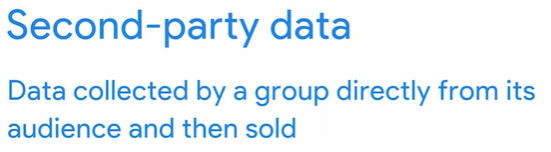 Second-party data
Data collected by a group directly from its
audience and then sold